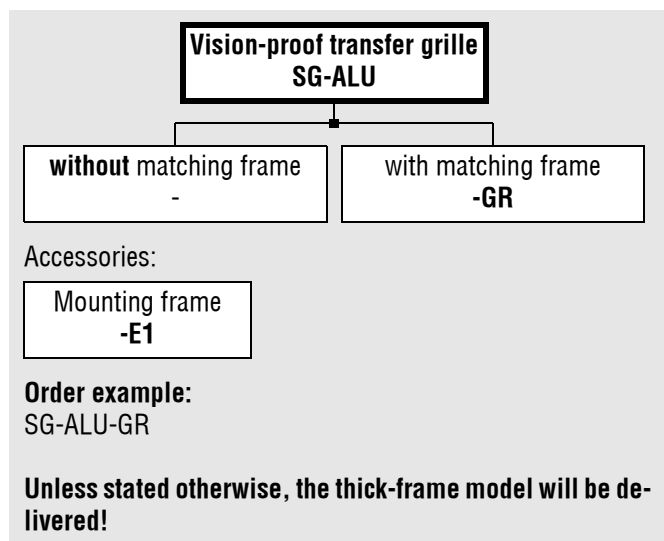 Vision-proof transfer grille
SG-ALU
without matching frame
-
with matching frame
-GR
Accessories:
Mounting frame
-E1
Order example:
SG-ALU-GR
Unless stated otherwise, the thick-frame model will be de-
livered!